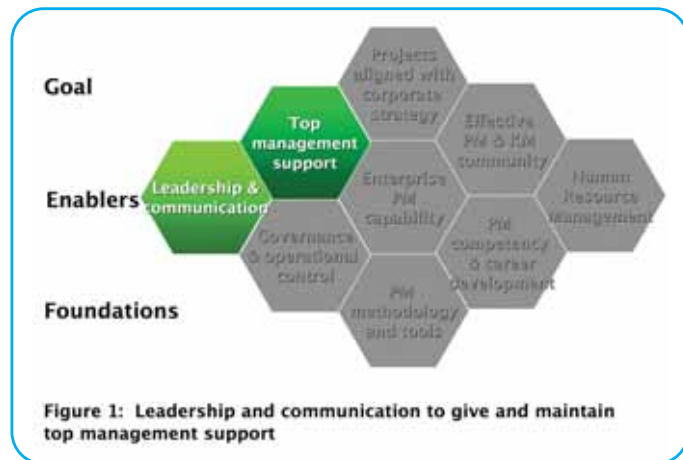 Goal
Enablers
Foundations
Projects
aligned with
corporate
strategy
Top
management
support
Effective
PM & KM
community
Leadership &
communication
Enterprise
PM
capability
Human
Resource
management
Governance
& operational
control
PM
competency
& career
development
PM
methodology
and tools
Figure 1: Leadership and communication to give and maintain
top management support